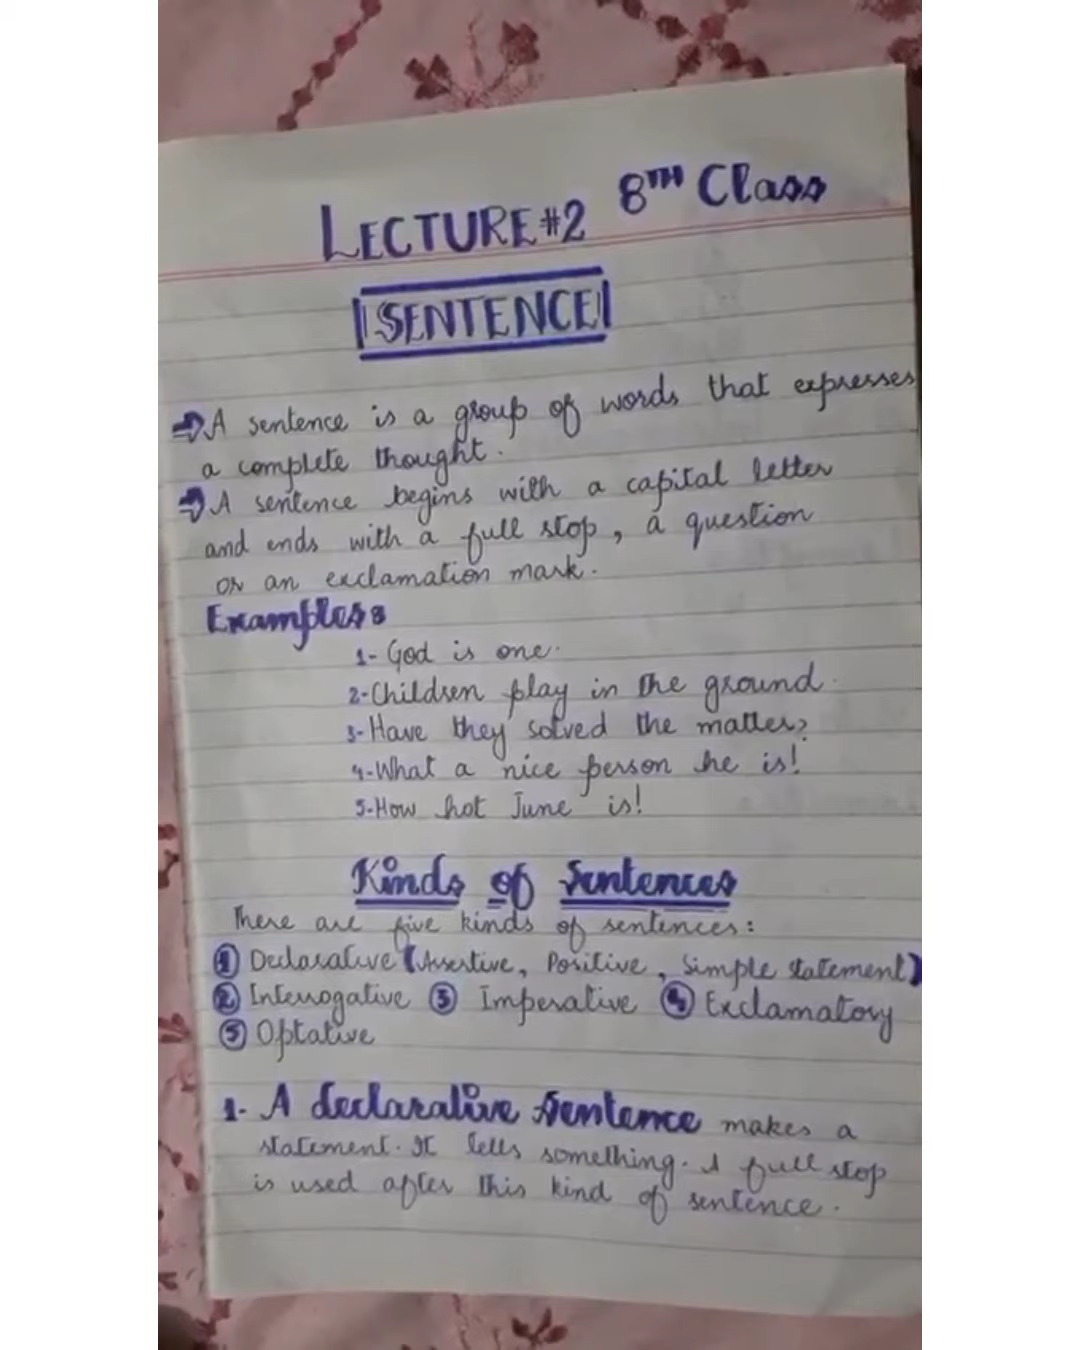 LECTURE #2 8TH Class
SENTENCE
⇒ A sentence is a group of words that expresses
a complete thought.
⇒ A sentence begins with a capital letter
and ends with a full stop, a question
or an exclamation mark.
Examples:
1- God is one.
2- Children play in the ground.
3- Have they solved the matter?
4- What a nice person he is!
5- How hot June is!
Kinds of Sentences
There are five kinds of sentences:
① Declarative (Assertive, Positive, Simple statement)
② Interrogative ③ Imperative ④ Exclamatory
⑤ Optative
1- A declarative sentence makes a
statement. It tells something. A full stop
is used after this kind of sentence.